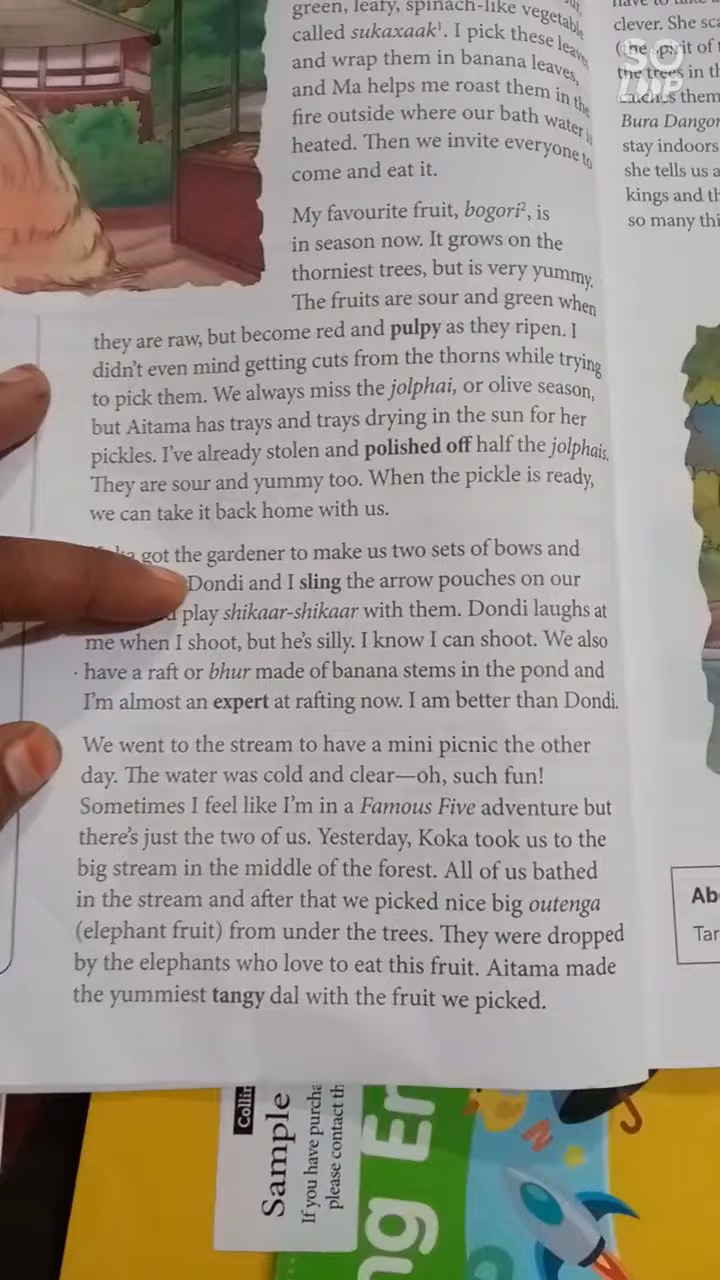 green, leafy, spinach-like vegetable
called sukaxaak¹. I pick these leaves
and wrap them in banana leaves,
and Ma helps me roast them in the
fire outside where our bath water is
heated. Then we invite everyone to
come and eat it.
My favourite fruit, bogori², is
in season now. It grows on the
thorniest trees, but is very yummy.
The fruits are sour and green when
they are raw, but become red and pulpy as they ripen. I
didn't even mind getting cuts from the thorns while trying
to pick them. We always miss the jolphai, or olive season,
but Aitama has trays and trays drying in the sun for her
pickles. I've already stolen and polished off half the jolphais.
They are sour and yummy too. When the pickle is ready,
we can take it back home with us.
got the gardener to make us two sets of bows and
Dondi and I sling the arrow pouches on our
play shikaar-shikaar with them. Dondi laughs at
me when I shoot, but he's silly. I know I can shoot. We also
have a raft or bhur made of banana stems in the pond and
I'm almost an expert at rafting now. I am better than Dondi.
We went to the stream to have a mini picnic the other
day. The water was cold and clear—oh, such fun!
Sometimes I feel like I'm in a Famous Five adventure but
there's just the two of us. Yesterday, Koka took us to the
big stream in the middle of the forest. All of us bathed
in the stream and after that we picked nice big outenga
(elephant fruit) from under the trees. They were dropped
by the elephants who love to eat this fruit. Aitama made
the yummiest tangy dal with the fruit we picked.
clever. She
(the spirit of
the trees in
catches them
Bura
stay indoors
she tells us a
kings and
so many
Ab
Tar
Sample
If you have
please contact